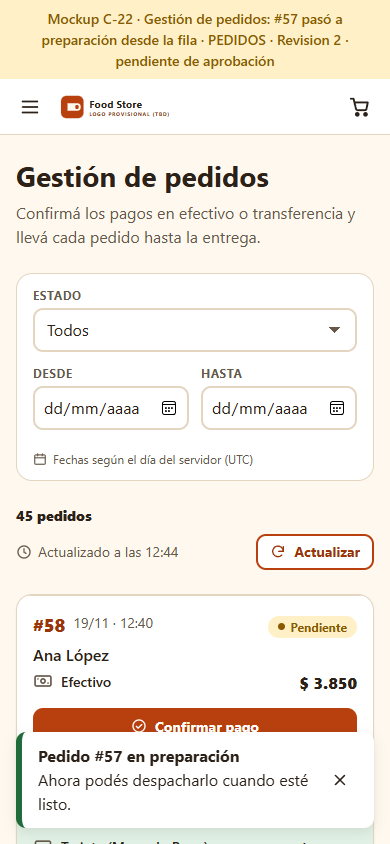 Mockup C-22 · Gestión de pedidos: #57 pasó a
preparación desde la fila · PEDIDOS · Revision 2 ·
pendiente de aprobación
Food Store
LOGO PROVISIONAL (TBD)
Gestión de pedidos
Confirmá los pagos en efectivo o transferencia y
llevá cada pedido hasta la entrega.
ESTADO
Todos
DESDE
HASTA
dd/mm/aaaa
dd/mm/aaaa
Fechas según el día del servidor (UTC)
45 pedidos
Actualizado a las 12:44
Actualizar
#58 19/11 · 12:40
Pendiente
Ana López
Efectivo
$ 3.850
Confirmar pago
Pedido #57 en preparación
Ahora podés despacharlo cuando esté
listo.